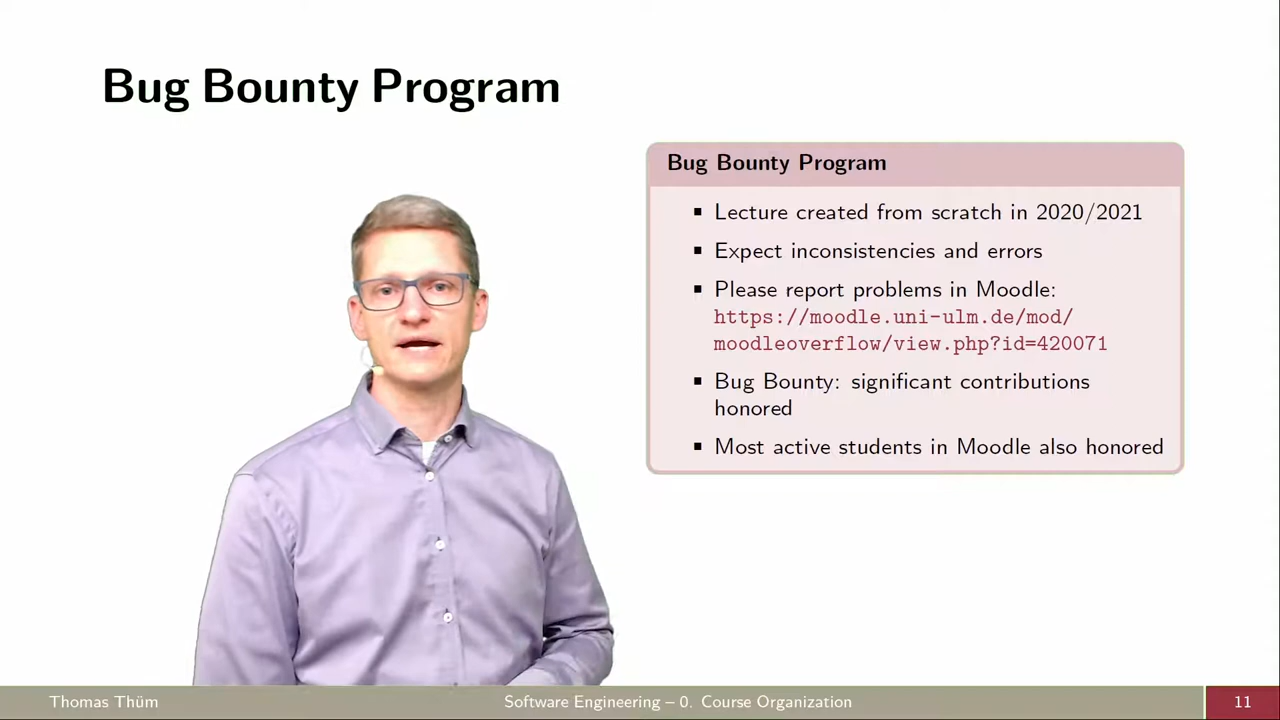 Bug Bounty Program
Bug Bounty Program
▪ Lecture created from scratch in 2020/2021
▪ Expect inconsistencies and errors
▪ Please report problems in Moodle:
https://moodle.uni-ulm.de/mod/
moodleoverflow/view.php?id=420071
▪ Bug Bounty: significant contributions
honored
▪ Most active students in Moodle also honored
Thomas Thüm
Software Engineering – 0. Course Organization
11